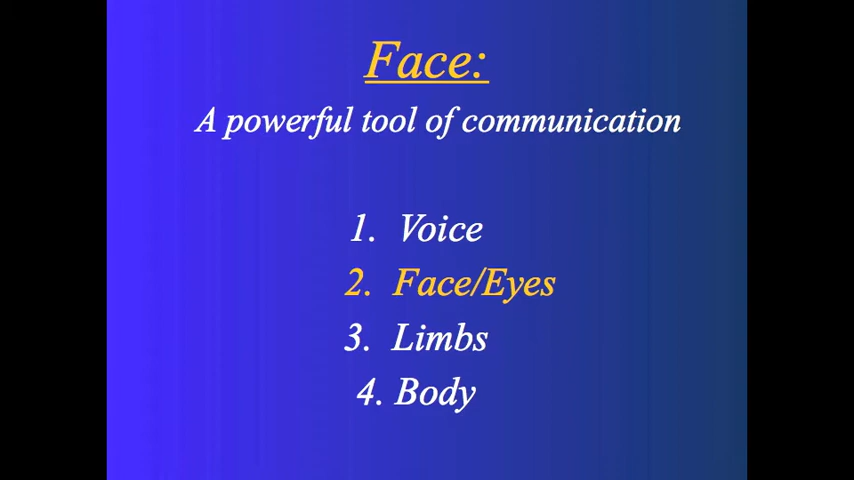 Face:
A powerful tool of communication
1. Voice
2. Face/Eyes
3. Limbs
4. Body